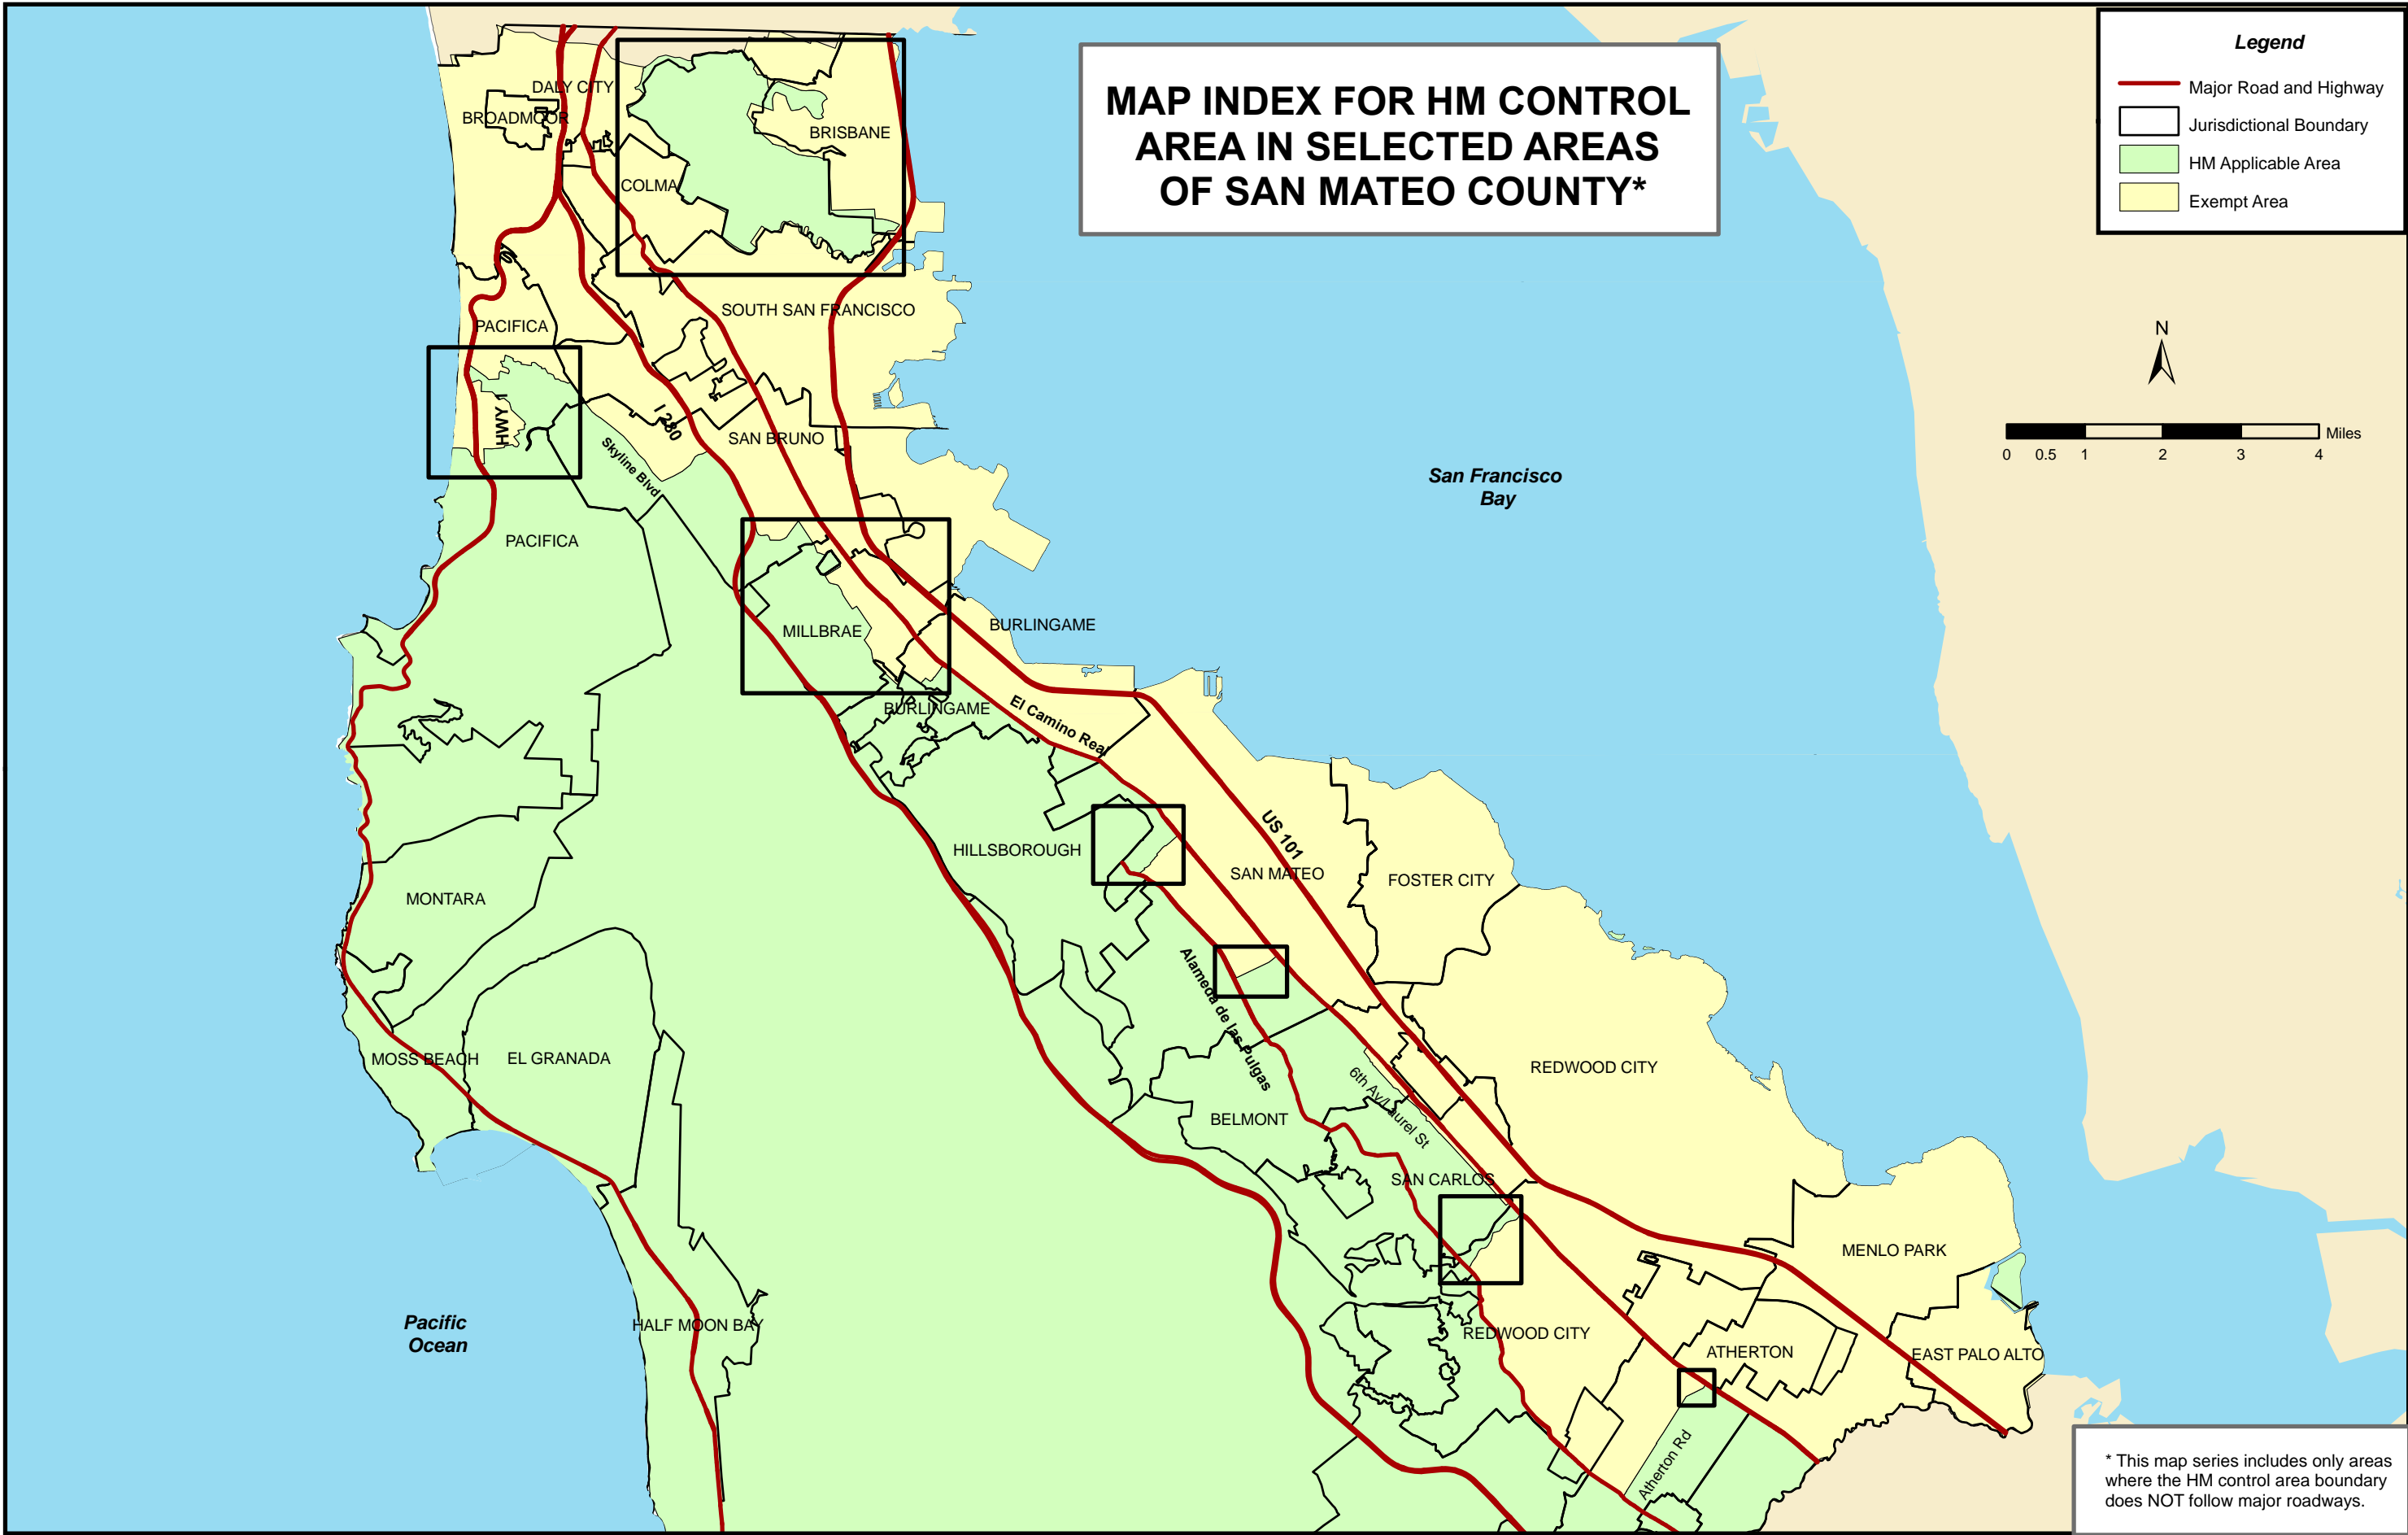 MAP INDEX FOR HM CONTROL
AREA IN SELECTED AREAS
OF SAN MATEO COUNTY*
Legend
Major Road and Highway
Jurisdictional Boundary
HM Applicable Area
Exempt Area
N
Miles
0 0.5 1 2 3 4
DALY CITY
BROADMOOR
BRISBANE
COLMA
SOUTH SAN FRANCISCO
PACIFICA
HWY 1
I 280
SAN BRUNO
Skyline Blvd
San Francisco
Bay
PACIFICA
MILLBRAE
BURLINGAME
BURLINGAME
El Camino Real
HILLSBOROUGH
US 101
SAN MATEO
FOSTER CITY
MONTARA
Alameda de las Pulgas
MOSS BEACH
EL GRANADA
REDWOOD CITY
6th Av/Laurel St
BELMONT
SAN CARLOS
MENLO PARK
Pacific
Ocean
HALF MOON BAY
REDWOOD CITY
ATHERTON
EAST PALO ALTO
Atherton Rd
* This map series includes only areas
where the HM control area boundary
does NOT follow major roadways.